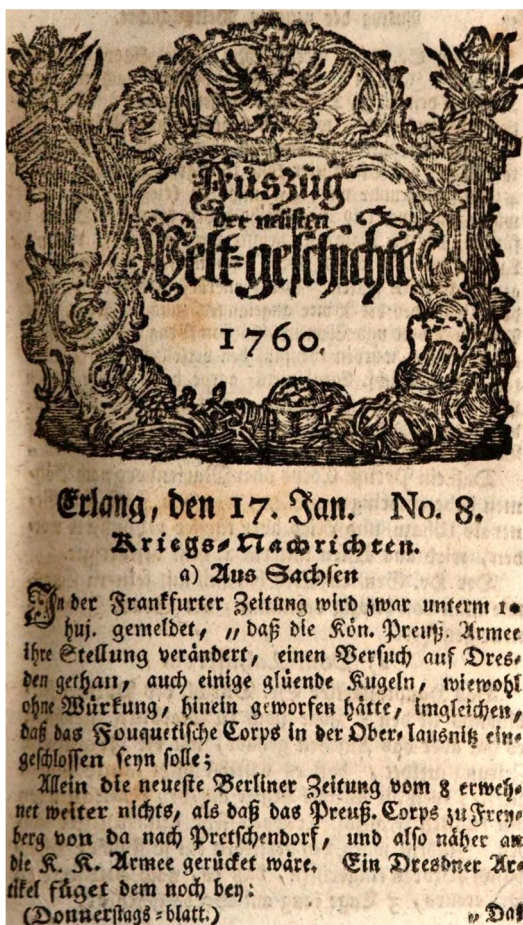 Auszug
der neusten
Welt=geschichte
1760.
Erlang, den 17. Jan. No. 8.
Kriegs=Nachrichten.
a) Aus Sachsen
In der Franckfurter Zeitung wird zwar unterm
huj. gemeldet, „ daß die Kön. Preuß. Armee
ihre Stellung verändert, einen Versuch auf Dres=
den gethan, auch einige glüende Kugeln, wiewohl
ohne Würkung, hinein geworfen hätte, imgleichen,
daß das Fouquetische Corps in der Ober=lausnitz ein=
geschlossen seyn solle;
Allein die neueste Berliner Zeitung vom 8 erweh=
net weiter nichts, als daß das Preuß. Corps zu Frey=
berg von da nach Pretschendorf, und also näher an
die K. K. Armee gerücket wäre. Ein Dresdner Ar=
tikel füget dem noch bey:
(Donnerstags=blatt.) „ Das